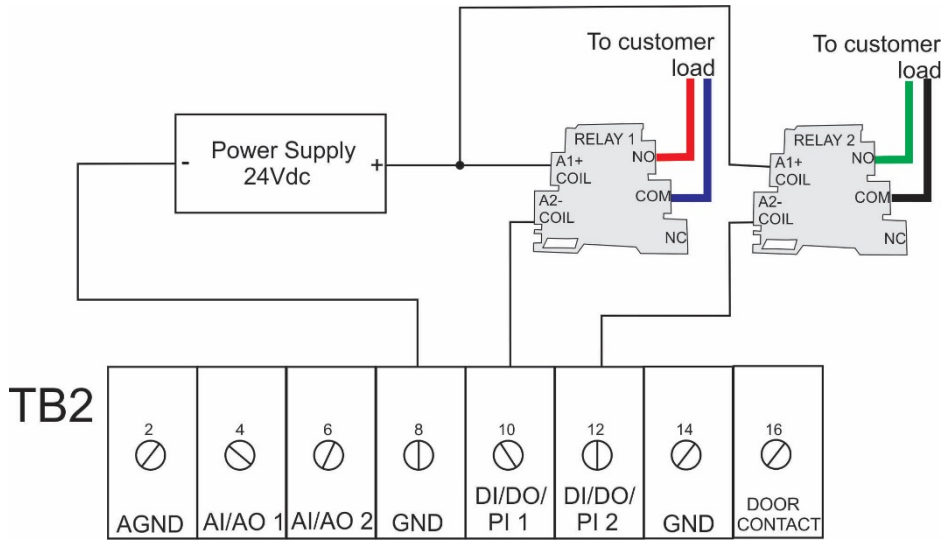 To customer
load
To customer
load
- Power Supply +
24Vdc
RELAY 1
A1+ NO
COIL
A2- COM
COIL
NC
RELAY 2
A1+ NO
COIL
A2- COM
COIL
NC
TB2
2 4 6 8 10 12 14 16
AGND AI/AO 1 AI/AO 2 GND DI/DO/ PI 1 DI/DO/ PI 2 GND DOOR CONTACT